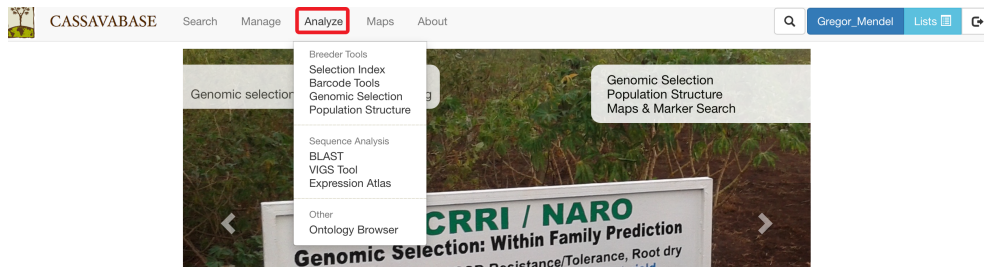 CASSAVABASE Search Manage Analyze Maps About Gregor_Mendel Lists
Breeder Tools
Selection Index
Barcode Tools
Genomic Selection
Population Structure
Sequence Analysis
BLAST
VIGS Tool
Expression Atlas
Other
Ontology Browser
Genomic selection
Genomic Selection
Population Structure
Maps & Marker Search
CRRI / NARO
Genomic Selection: Within Family Prediction
Resistance/Tolerance, Root dry